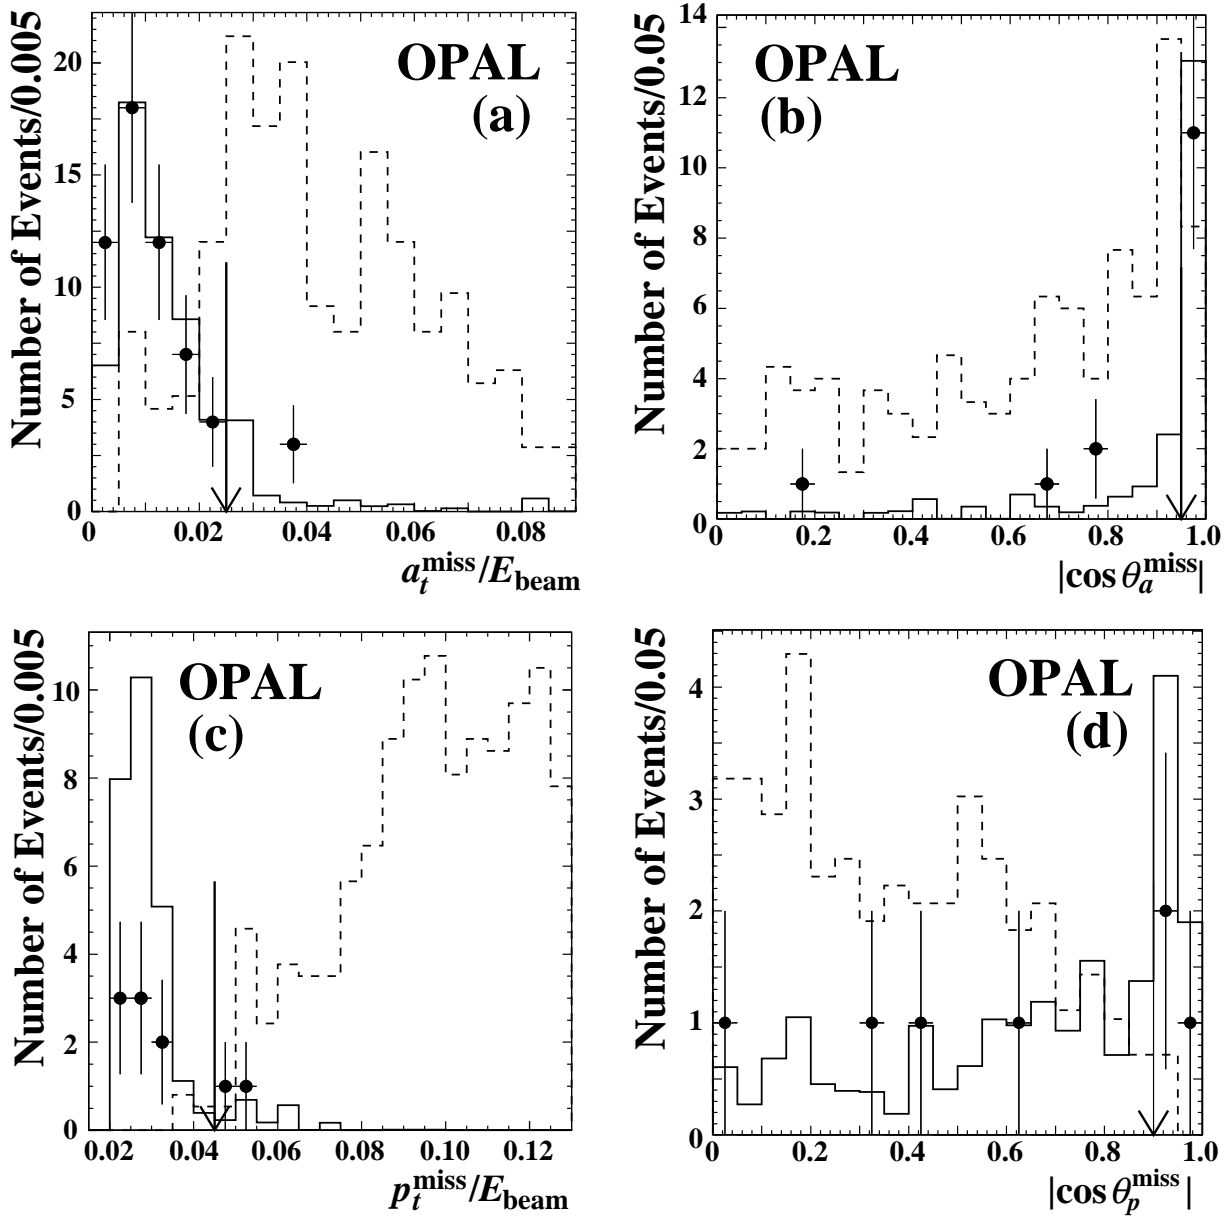 Number of Events/0.005
OPAL
(a)
20
15
10
5
0
0
0.02
0.04
0.06
0.08
a_t^miss/E_beam
Number of Events/0.05
OPAL
(b)
14
12
10
8
6
4
2
0
0
0.2
0.4
0.6
0.8
1.0
|cos θ_a^miss|
Number of Events/0.005
OPAL
(c)
10
8
6
4
2
0
0.02
0.04
0.06
0.08
0.10
0.12
p_t^miss/E_beam
Number of Events/0.05
OPAL
(d)
4
3
2
1
0
0
0.2
0.4
0.6
0.8
1.0
|cos θ_p^miss|